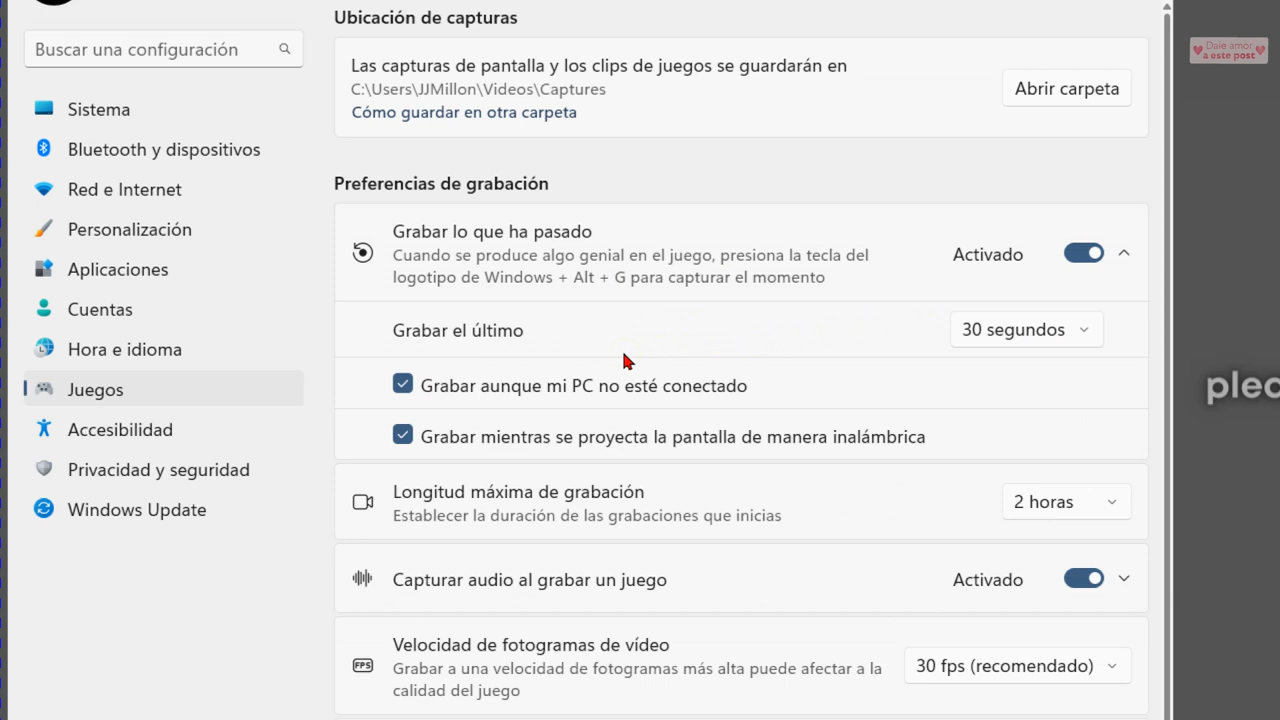 Ubicación de capturas
Buscar una configuración
Las capturas de pantalla y los clips de juegos se guardarán en
C:\Users\JJMillon\Videos\Captures
Cómo guardar en otra carpeta
Abrir carpeta
Dale amor
a este post
Sistema
Bluetooth y dispositivos
Red e Internet
Personalización
Aplicaciones
Cuentas
Hora e idioma
Juegos
Accesibilidad
Privacidad y seguridad
Windows Update
Preferencias de grabación
Grabar lo que ha pasado
Cuando se produce algo genial en el juego, presiona la tecla del
logotipo de Windows + Alt + G para capturar el momento
Activado
Grabar el último
30 segundos
Grabar aunque mi PC no esté conectado
Grabar mientras se proyecta la pantalla de manera inalámbrica
Longitud máxima de grabación
Establecer la duración de las grabaciones que inicias
2 horas
Capturar audio al grabar un juego
Activado
FPS
Velocidad de fotogramas de vídeo
Grabar a una velocidad de fotogramas más alta puede afectar a la
calidad del juego
30 fps (recomendado)